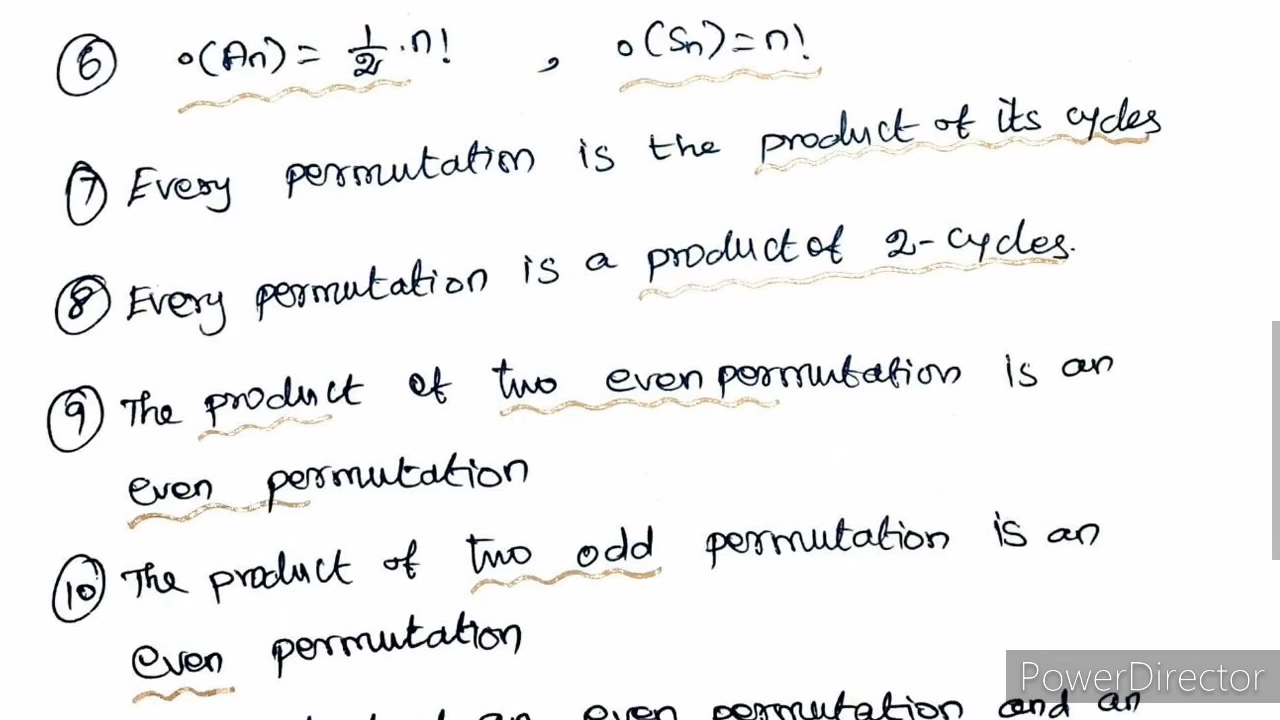 ⑥ o(An) = 1/2 . n! , o(Sn) = n!
⑦ Every permutation is the product of its cycles
⑧ Every permutation is a product of 2-cycles.
⑨ The product of two even permutation is an
even permutation
⑩ The product of two odd permutation is an
even permutation
an even permutation and an
PowerDirector